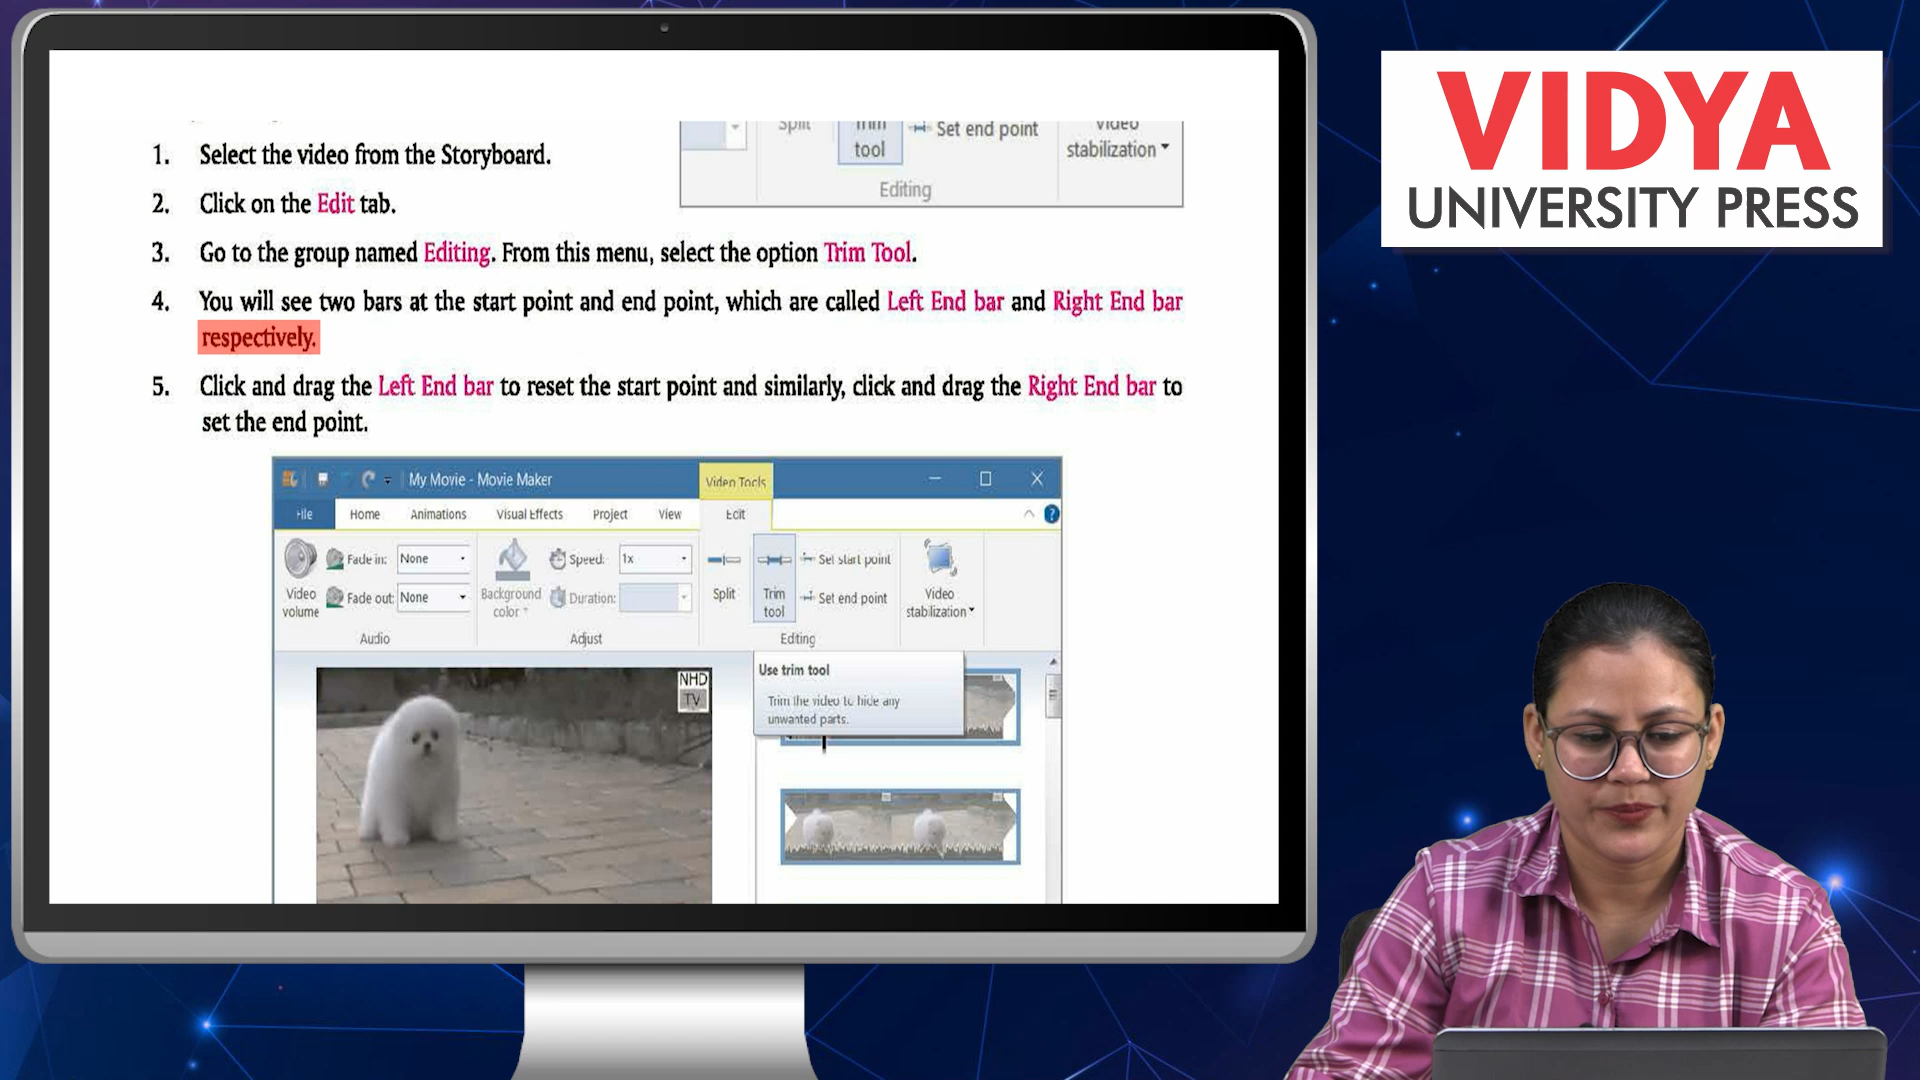 VIDYA
UNIVERSITY PRESS
Split
Trim
tool
Set end point
Video
stabilization
Editing
1. Select the video from the Storyboard.
2. Click on the Edit tab.
3. Go to the group named Editing. From this menu, select the option Trim Tool.
4. You will see two bars at the start point and end point, which are called Left End bar and Right End bar
respectively.
5. Click and drag the Left End bar to reset the start point and similarly, click and drag the Right End bar to
set the end point.
My Movie - Movie Maker
Video Tools
File Home Animations Visual Effects Project View Edit
Fade in: None
Speed: 1x
Set start point
Video
volume
Fade out: None
Background
color
Duration:
Split
Trim
tool
Set end point
Video
stabilization
Audio Adjust Editing
Use trim tool
Trim the video to hide any
unwanted parts.
NHD
TV